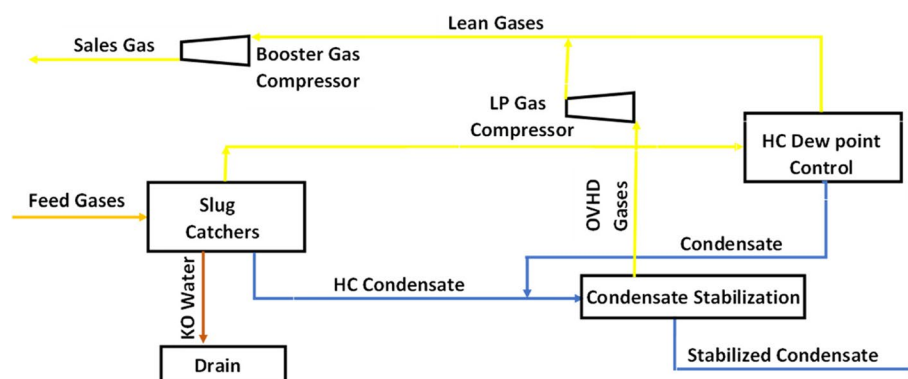 Lean Gases
Sales Gas
Booster Gas
Compressor
LP Gas
Compressor
HC Dew point
Control
Feed Gases
Slug
Catchers
OVHD
Gases
Condensate
KO Water
HC Condensate
Condensate Stabilization
Drain
Stabilized Condensate